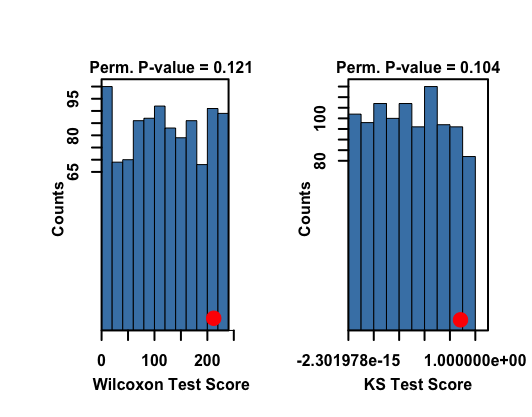 Perm. P-value = 0.121
95
80
65
Counts
0 100 200
Wilcoxon Test Score
Perm. P-value = 0.104
100
80
Counts
-2.301978e-15 1.000000e+00
KS Test Score